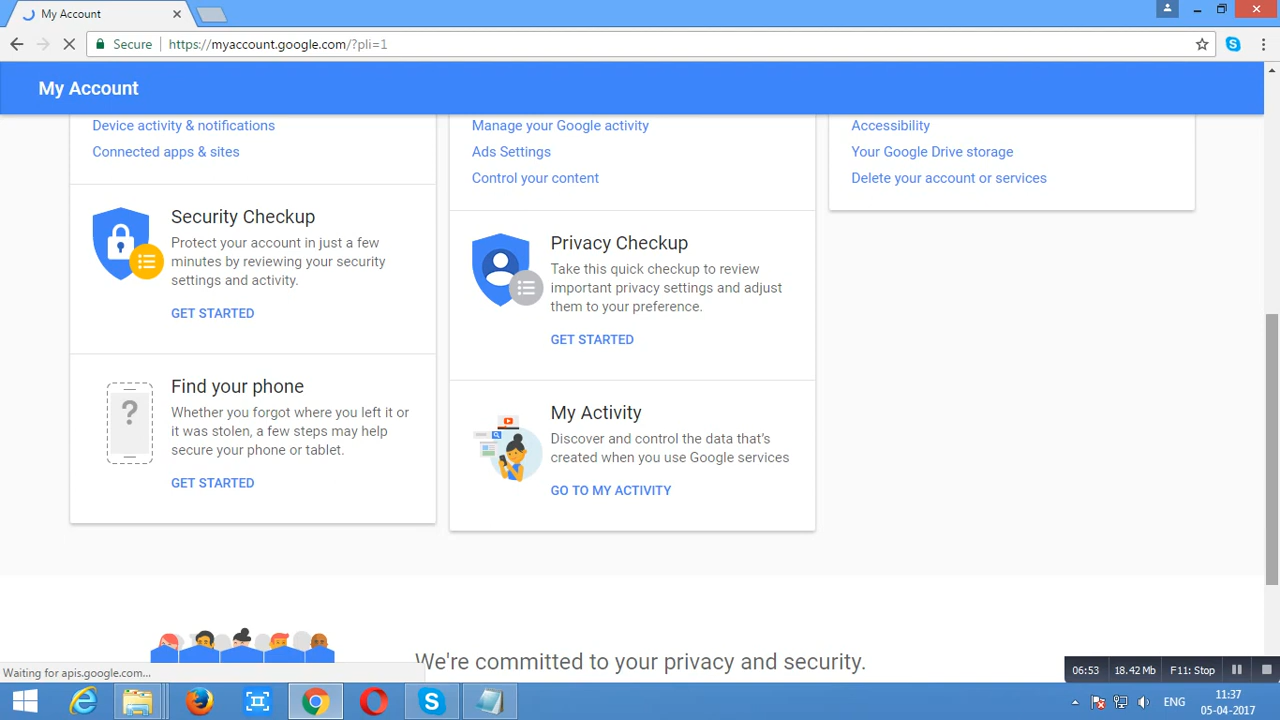 My Account
Secure
https://myaccount.google.com/?pli=1
My Account
Device activity & notifications
Connected apps & sites
Security Checkup
Protect your account in just a few
minutes by reviewing your security
settings and activity.
GET STARTED
Find your phone
Whether you forgot where you left it or
it was stolen, a few steps may help
secure your phone or tablet.
GET STARTED
Manage your Google activity
Ads Settings
Control your content
Privacy Checkup
Take this quick checkup to review
important privacy settings and adjust
them to your preference.
GET STARTED
My Activity
Discover and control the data that's
created when you use Google services
GO TO MY ACTIVITY
Accessibility
Your Google Drive storage
Delete your account or services
We're committed to your privacy and security.
Waiting for apis.google.com...
06:53 18.42 Mb F11: Stop
ENG
11:37
05-04-2017